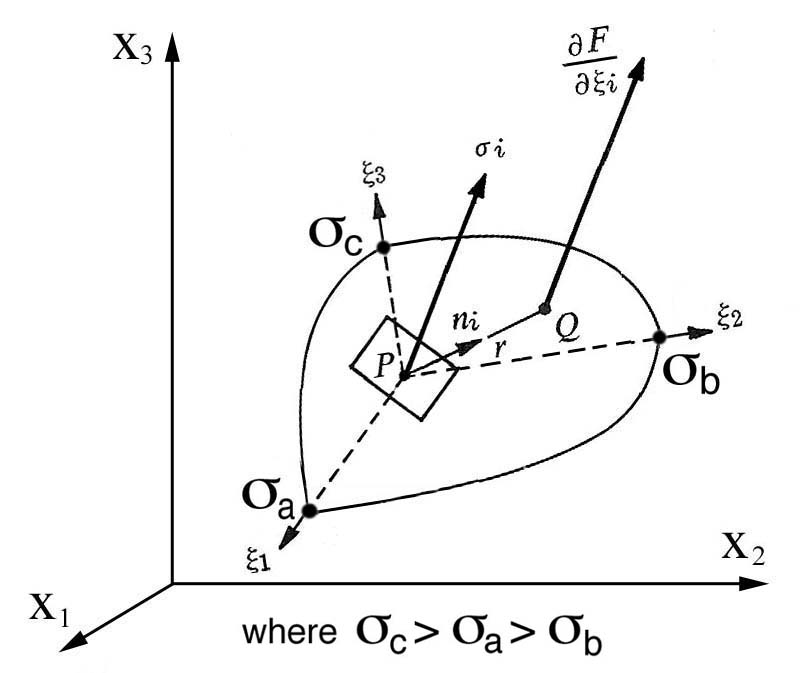 X₃
∂F
∂ξi
σi
ξ₃
σc
ni
Q
ξ₂
P
r
σb
σa
ξ₁
X₂
X₁
where σc > σa > σb